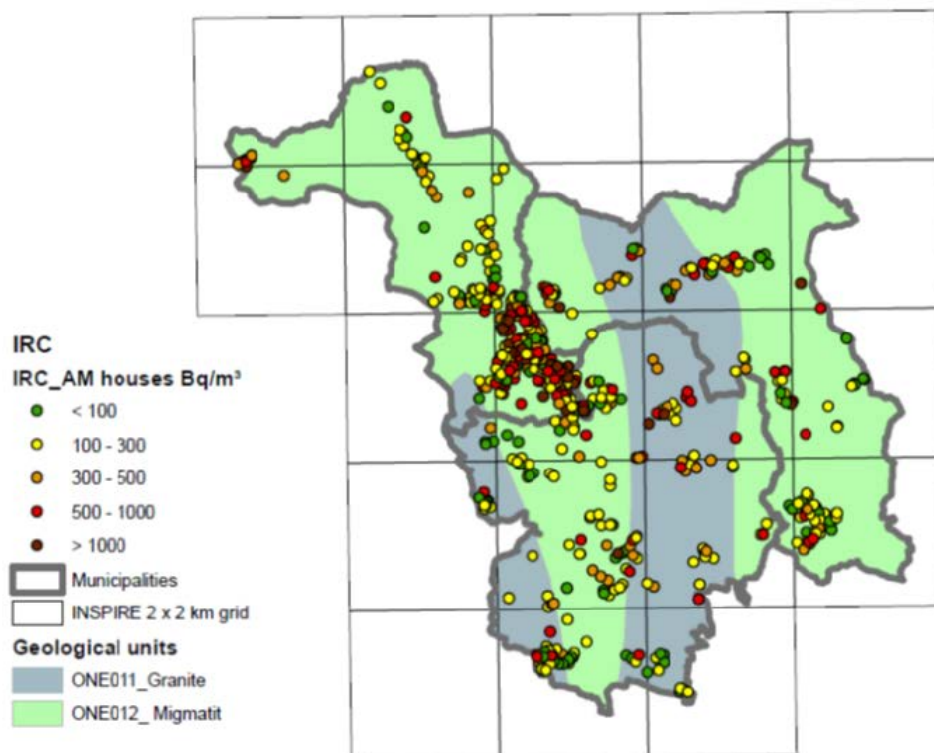 IRC
IRC_AM houses Bq/m³
< 100
100 - 300
300 - 500
500 - 1000
> 1000
Municipalities
INSPIRE 2 x 2 km grid
Geological units
ONE011_Granite
ONE012_ Migmatit